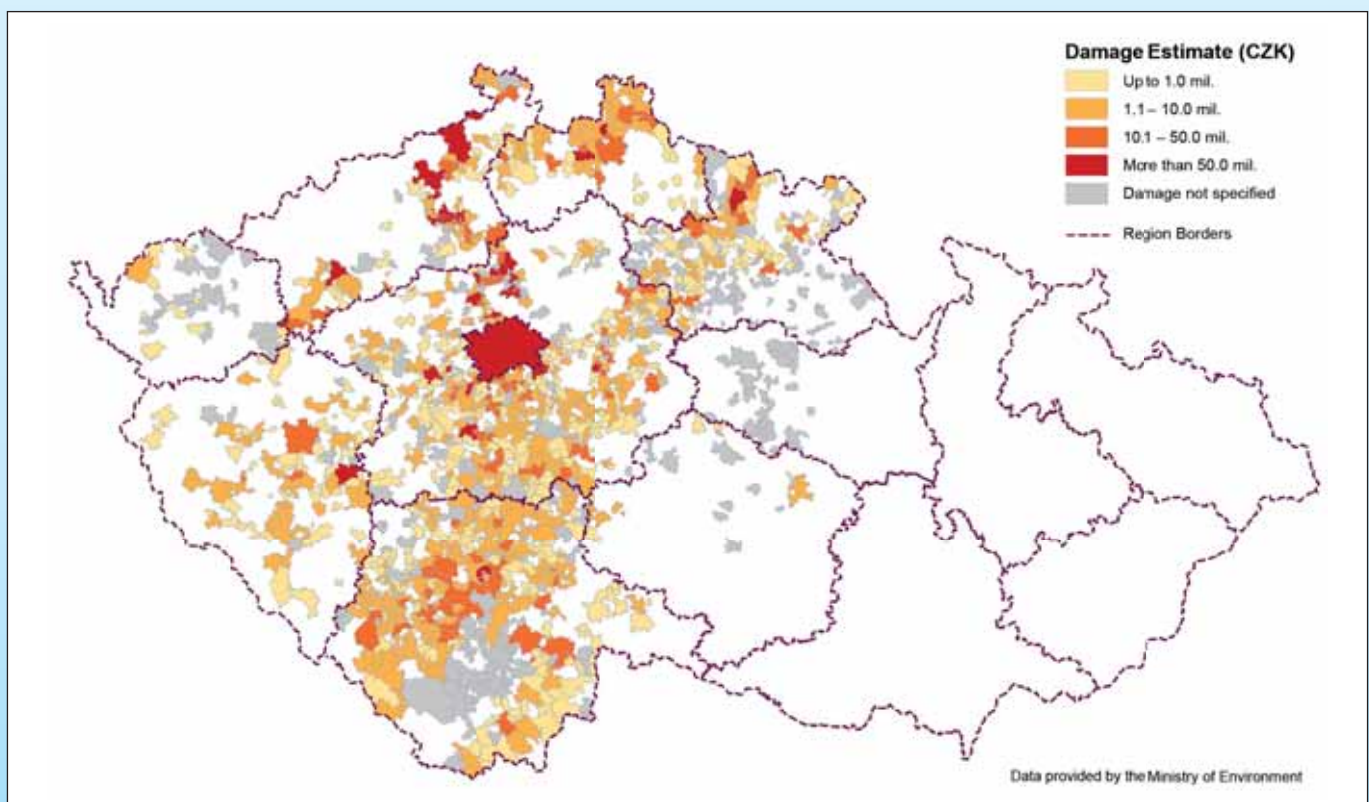 Damage Estimate (CZK)
Up to 1.0 mil.
1.1 – 10.0 mil.
10.1 – 50.0 mil.
More than 50.0 mil.
Damage not specified
Region Borders
Data provided by the Ministry of Environment